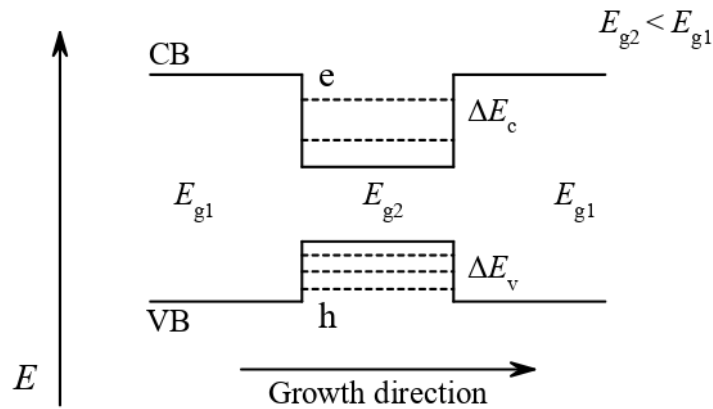 E_g2 < E_g1
CB
e
ΔE_c
E_g1
E_g2
E_g1
ΔE_v
VB
h
E
Growth direction